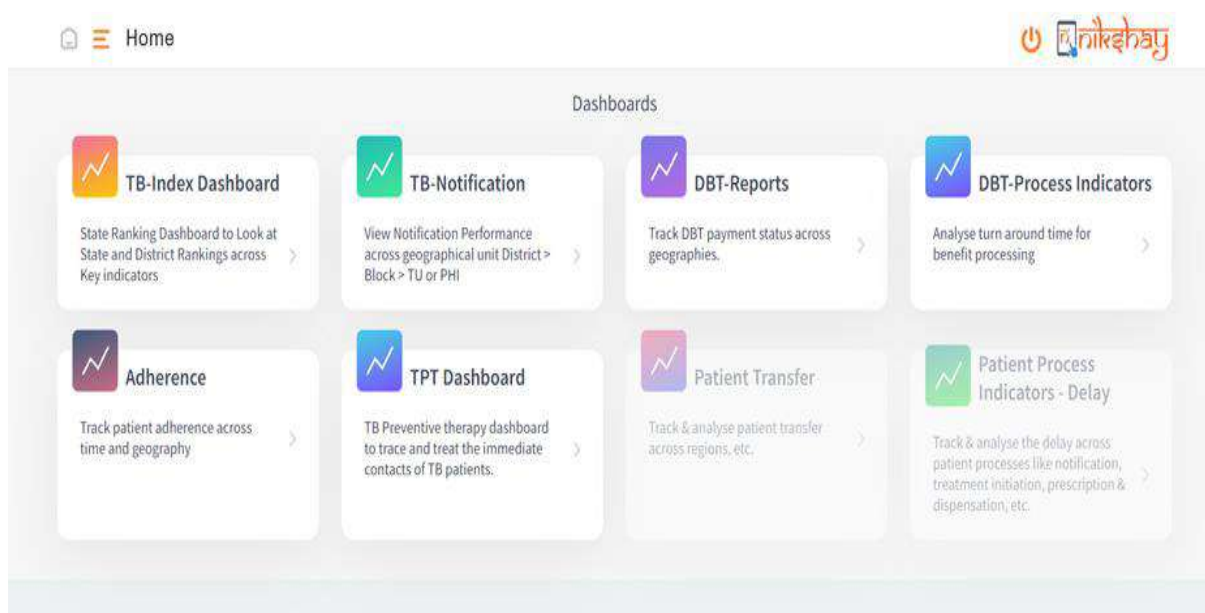 Home
nikshay
Dashboards
TB-Index Dashboard
State Ranking Dashboard to Look at
State and District Rankings across
Key indicators
TB-Notification
View Notification Performance
across geographical unit District >
Block > TU or PHI
DBT-Reports
Track DBT payment status across
geographies.
DBT-Process Indicators
Analyse turn around time for
benefit processing
Adherence
Track patient adherence across
time and geography
TPT Dashboard
TB Preventive therapy dashboard
to trace and treat the immediate
contacts of TB patients.
Patient Transfer
Track & analyse patient transfer
across regions, etc.
Patient Process
Indicators - Delay
Track & analyse the delay across
patient processes like notification,
treatment initiation, prescription &
dispensation, etc.